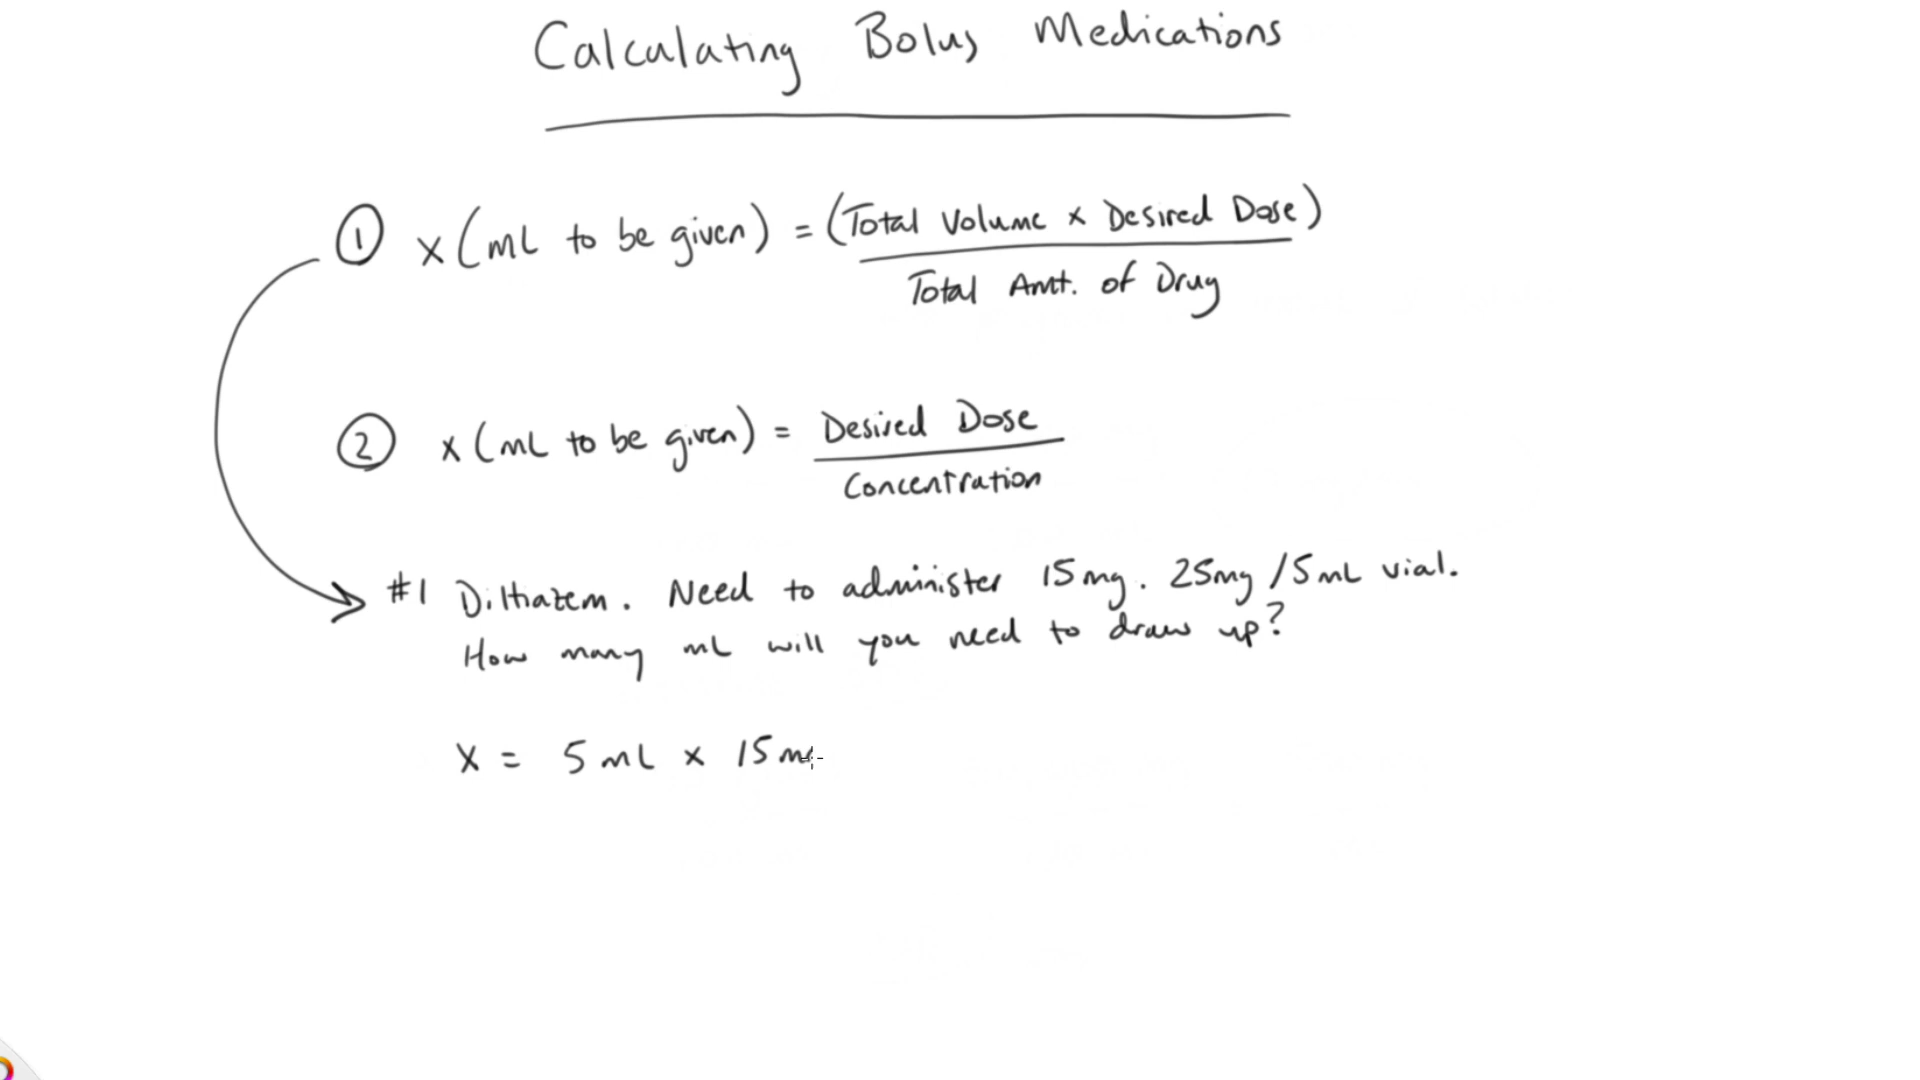 Calculating Bolus Medications
① x (mL to be given) = (Total Volume x Desired Dose)
Total Amt. of Drug
② x (mL to be given) = Desired Dose
Concentration
#1 Diltiazem. Need to administer 15mg. 25mg/5mL vial.
How many mL will you need to draw up?
x = 5 mL x 15 m